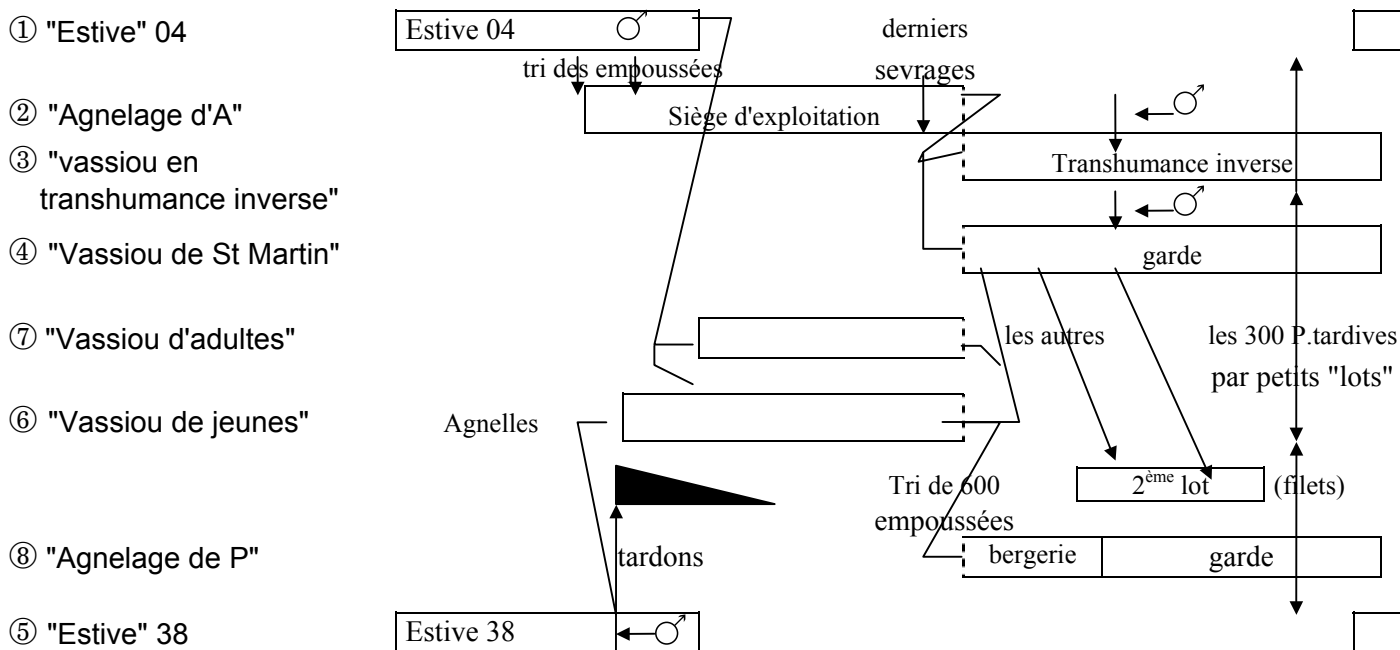 ① "Estive" 04
Estive 04 ♂
derniers
tri des empoussées
sevrages
② "Agnelage d'A"
Siège d'exploitation
♂
③ "vassiou en
transhumance inverse"
Transhumance inverse
♂
④ "Vassiou de St Martin"
garde
⑦ "Vassiou d'adultes"
les autres
les 300 P.tardives
par petits "lots"
⑥ "Vassiou de jeunes"
Agnelles
Tri de 600
empoussées
2ème lot
(filets)
⑧ "Agnelage de P"
tardons
bergerie
garde
⑤ "Estive" 38
Estive 38 ♂